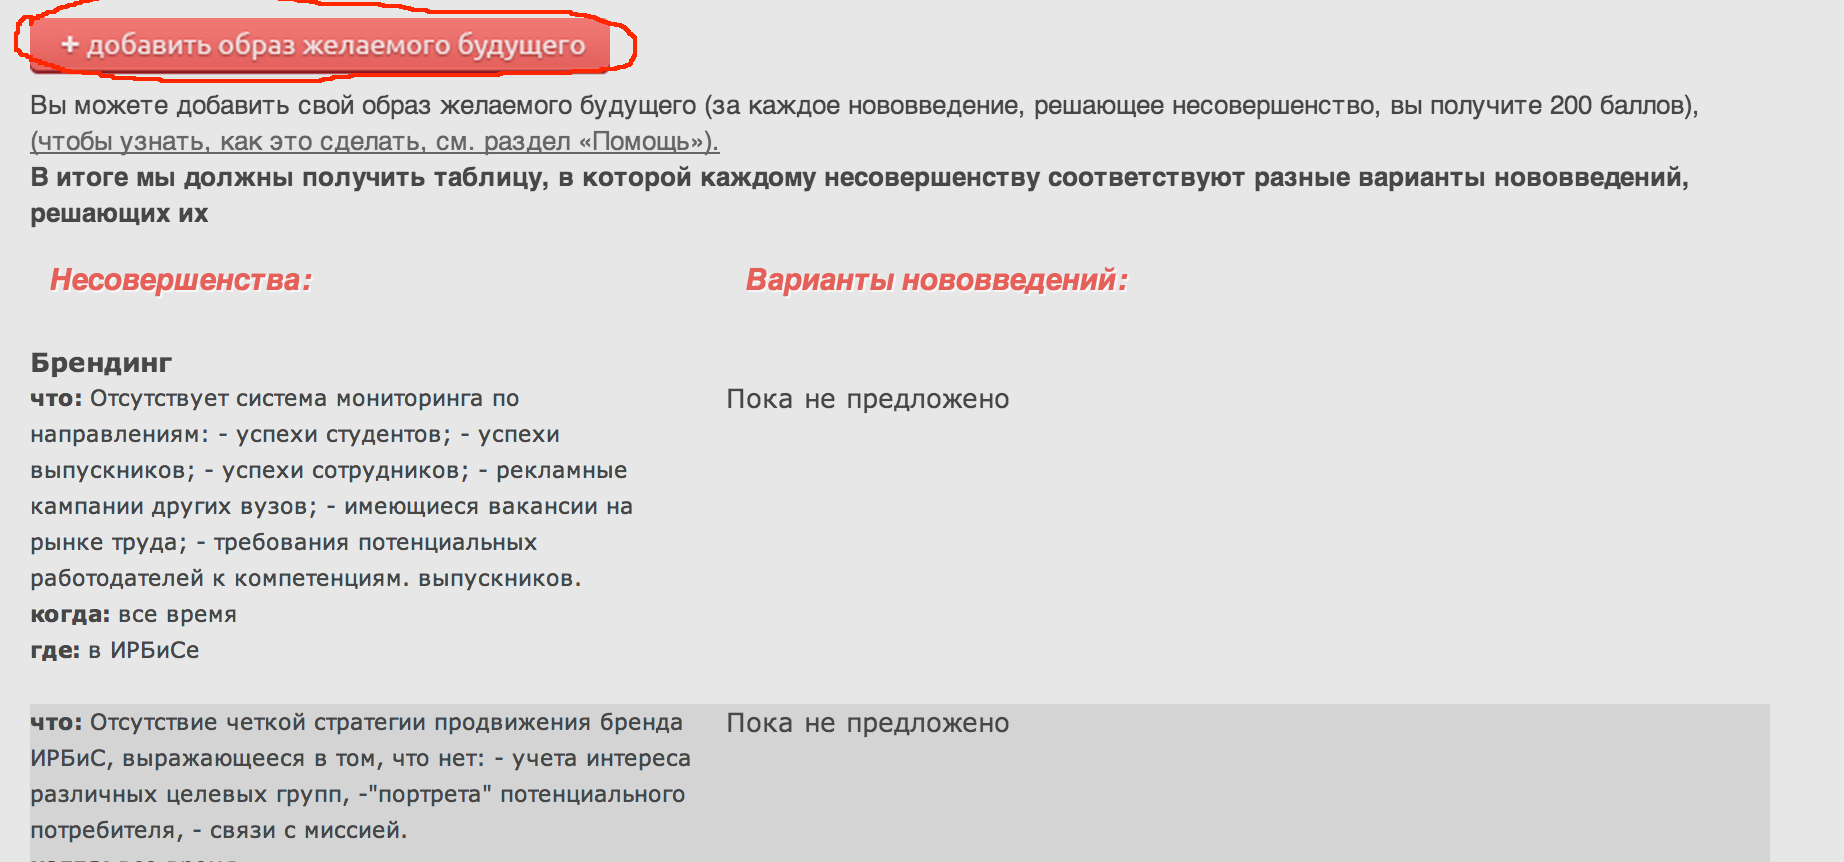 + добавить образ желаемого будущего
Вы можете добавить свой образ желаемого будущего (за каждое нововведение, решающее несовершенство, вы получите 200 баллов),
(чтобы узнать, как это сделать, см. раздел «Помощь»).
В итоге мы должны получить таблицу, в которой каждому несовершенству соответствуют разные варианты нововведений,
решающих их
Несовершенства:
Варианты нововведений:
Брендинг
что: Отсутствует система мониторинга по
направлениям: - успехи студентов; - успехи
выпускников; - успехи сотрудников; - рекламные
кампании других вузов; - имеющиеся вакансии на
рынке труда; - требования потенциальных
работодателей к компетенциям. выпускников.
когда: все время
где: в ИРБиСе
Пока не предложено
что: Отсутствие четкой стратегии продвижения бренда
ИРБиС, выражающееся в том, что нет: - учета интереса
различных целевых групп, -"портрета" потенциального
потребителя, - связи с миссией.
Пока не предложено